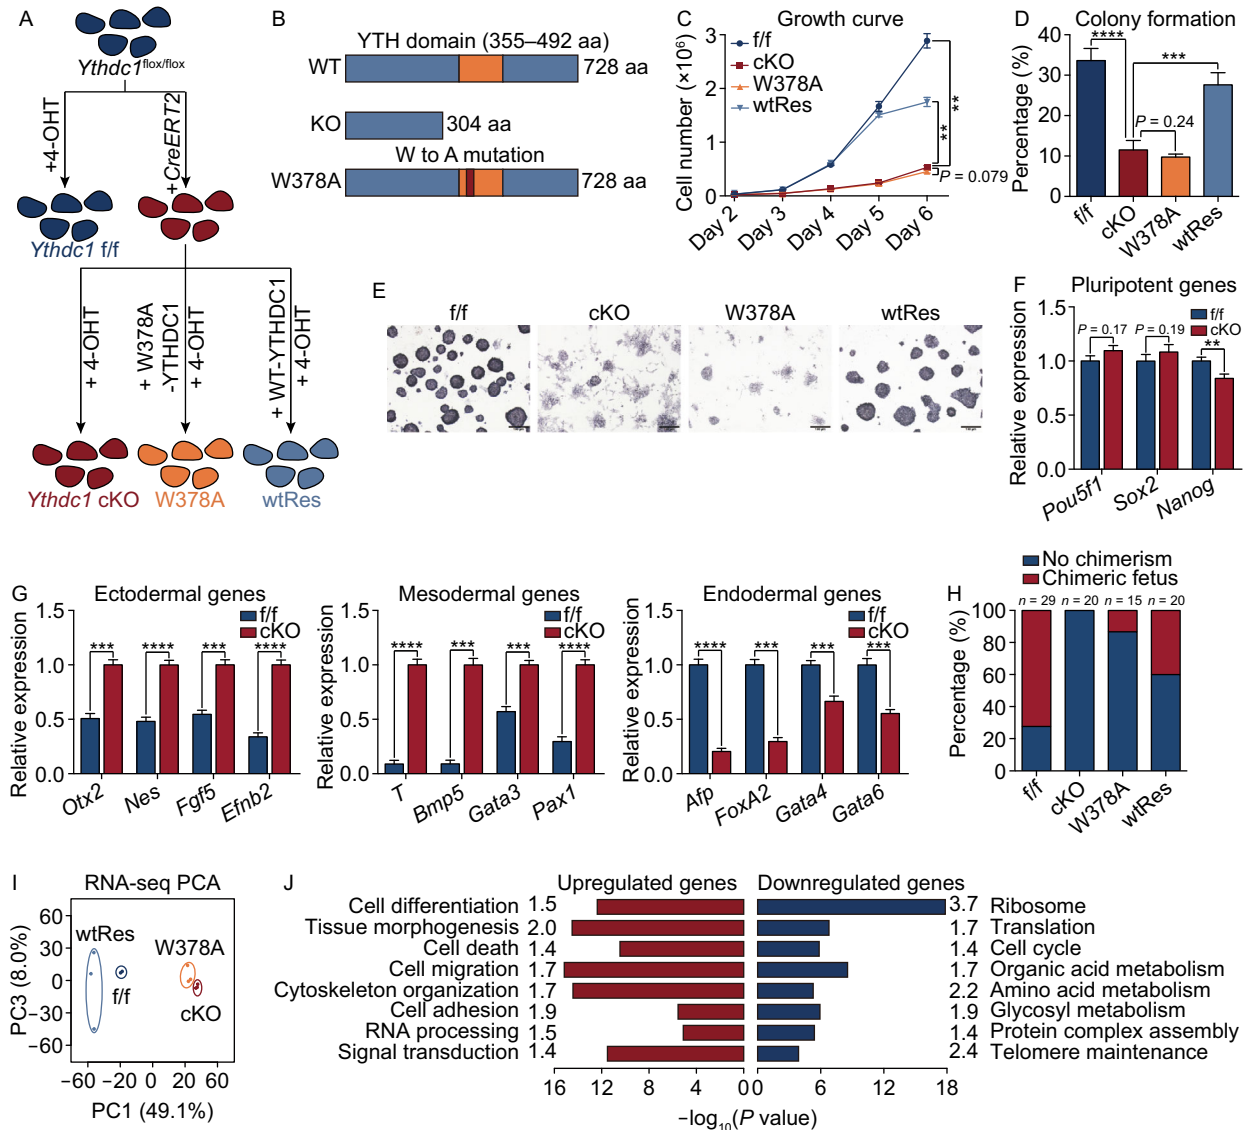 A
Ythdc1flox/flox
+4-OHT
+CreERT2
Ythdc1 f/f
+ 4-OHT
+ W378A
-YTHDC1
+ 4-OHT
+ WT-YTHDC1
+ 4-OHT
Ythdc1 cKO
W378A
wtRes
B
YTH domain (355–492 aa)
WT
728 aa
KO
304 aa
W to A mutation
W378A
728 aa
C
Growth curve
Cell number (×10⁶)
3
2
1
0
f/f
cKO
W378A
wtRes
**
**
P = 0.079
Day 2
Day 3
Day 4
Day 5
Day 6
D
Colony formation
Percentage (%)
40
30
20
10
0
****
***
P = 0.24
f/f
cKO
W378A
wtRes
E
f/f
cKO
W378A
wtRes
F
Pluripotent genes
Relative expression
1.5
1.0
0.5
0.0
f/f
cKO
P = 0.17
P = 0.19
**
Pou5f1
Sox2
Nanog
G
Ectodermal genes
Relative expression
1.5
1.0
0.5
0.0
f/f
cKO
***
****
***
****
Otx2
Nes
Fgf5
Efnb2
Mesodermal genes
Relative expression
1.5
1.0
0.5
0.0
f/f
cKO
****
***
***
****
T
Bmp5
Gata3
Pax1
Endodermal genes
Relative expression
1.5
1.0
0.5
0.0
f/f
cKO
****
***
***
***
Afp
FoxA2
Gata4
Gata6
H
No chimerism
Chimeric fetus
n = 29
n = 20
n = 15
n = 20
Percentage (%)
100
80
60
40
20
0
f/f
cKO
W378A
wtRes
I
RNA-seq PCA
PC3 (8.0%)
60
30
0
−30
−60
wtRes
f/f
W378A
cKO
−60
−20
0
20
60
PC1 (49.1%)
J
Upregulated genes
Downregulated genes
Cell differentiation 1.5
3.7 Ribosome
Tissue morphogenesis 2.0
1.7 Translation
Cell death 1.4
1.4 Cell cycle
Cell migration 1.7
1.7 Organic acid metabolism
Cytoskeleton organization 1.7
2.2 Amino acid metabolism
Cell adhesion 1.9
1.9 Glycosyl metabolism
RNA processing 1.5
1.4 Protein complex assembly
Signal transduction 1.4
2.4 Telomere maintenance
16
12
8
4
0
0
6
12
18
−log₁₀(P value)